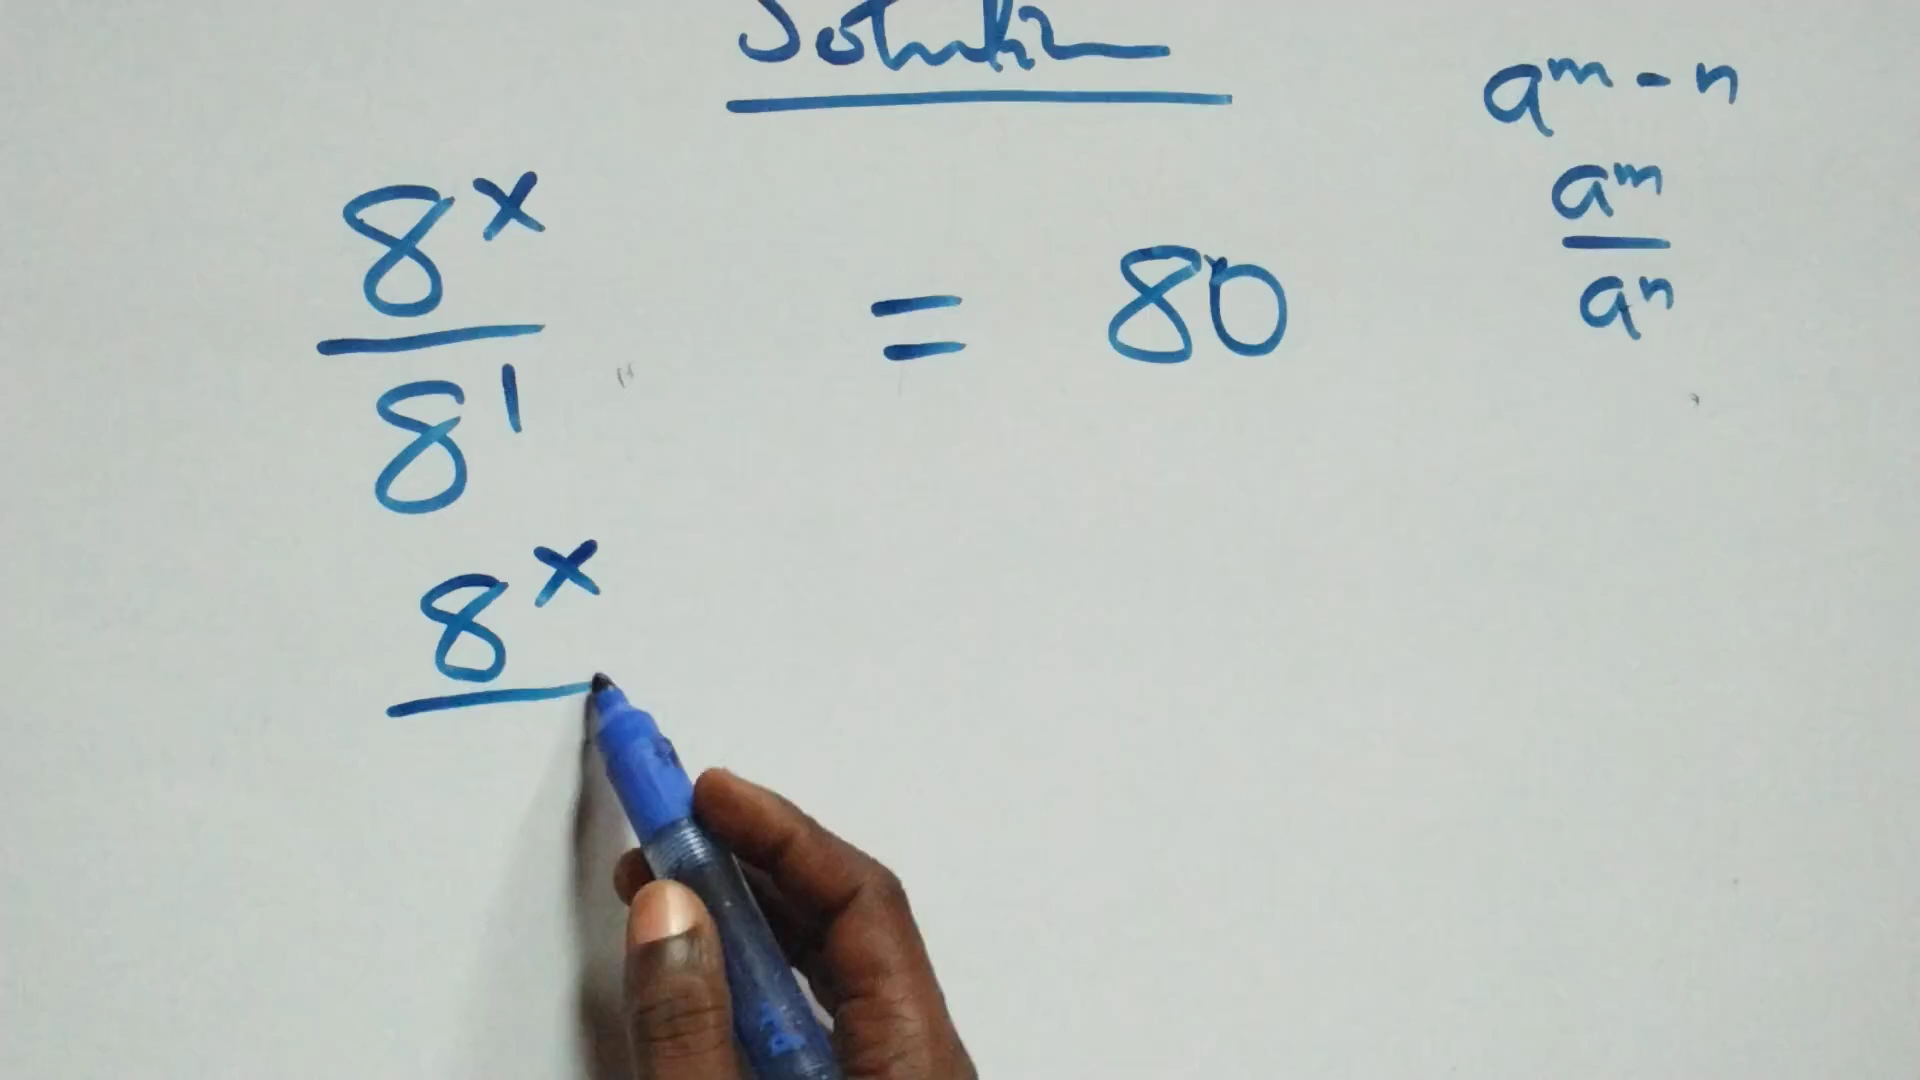 Solution
a^m - n
a^m
a^n
8^x
8^1
= 80
8^x